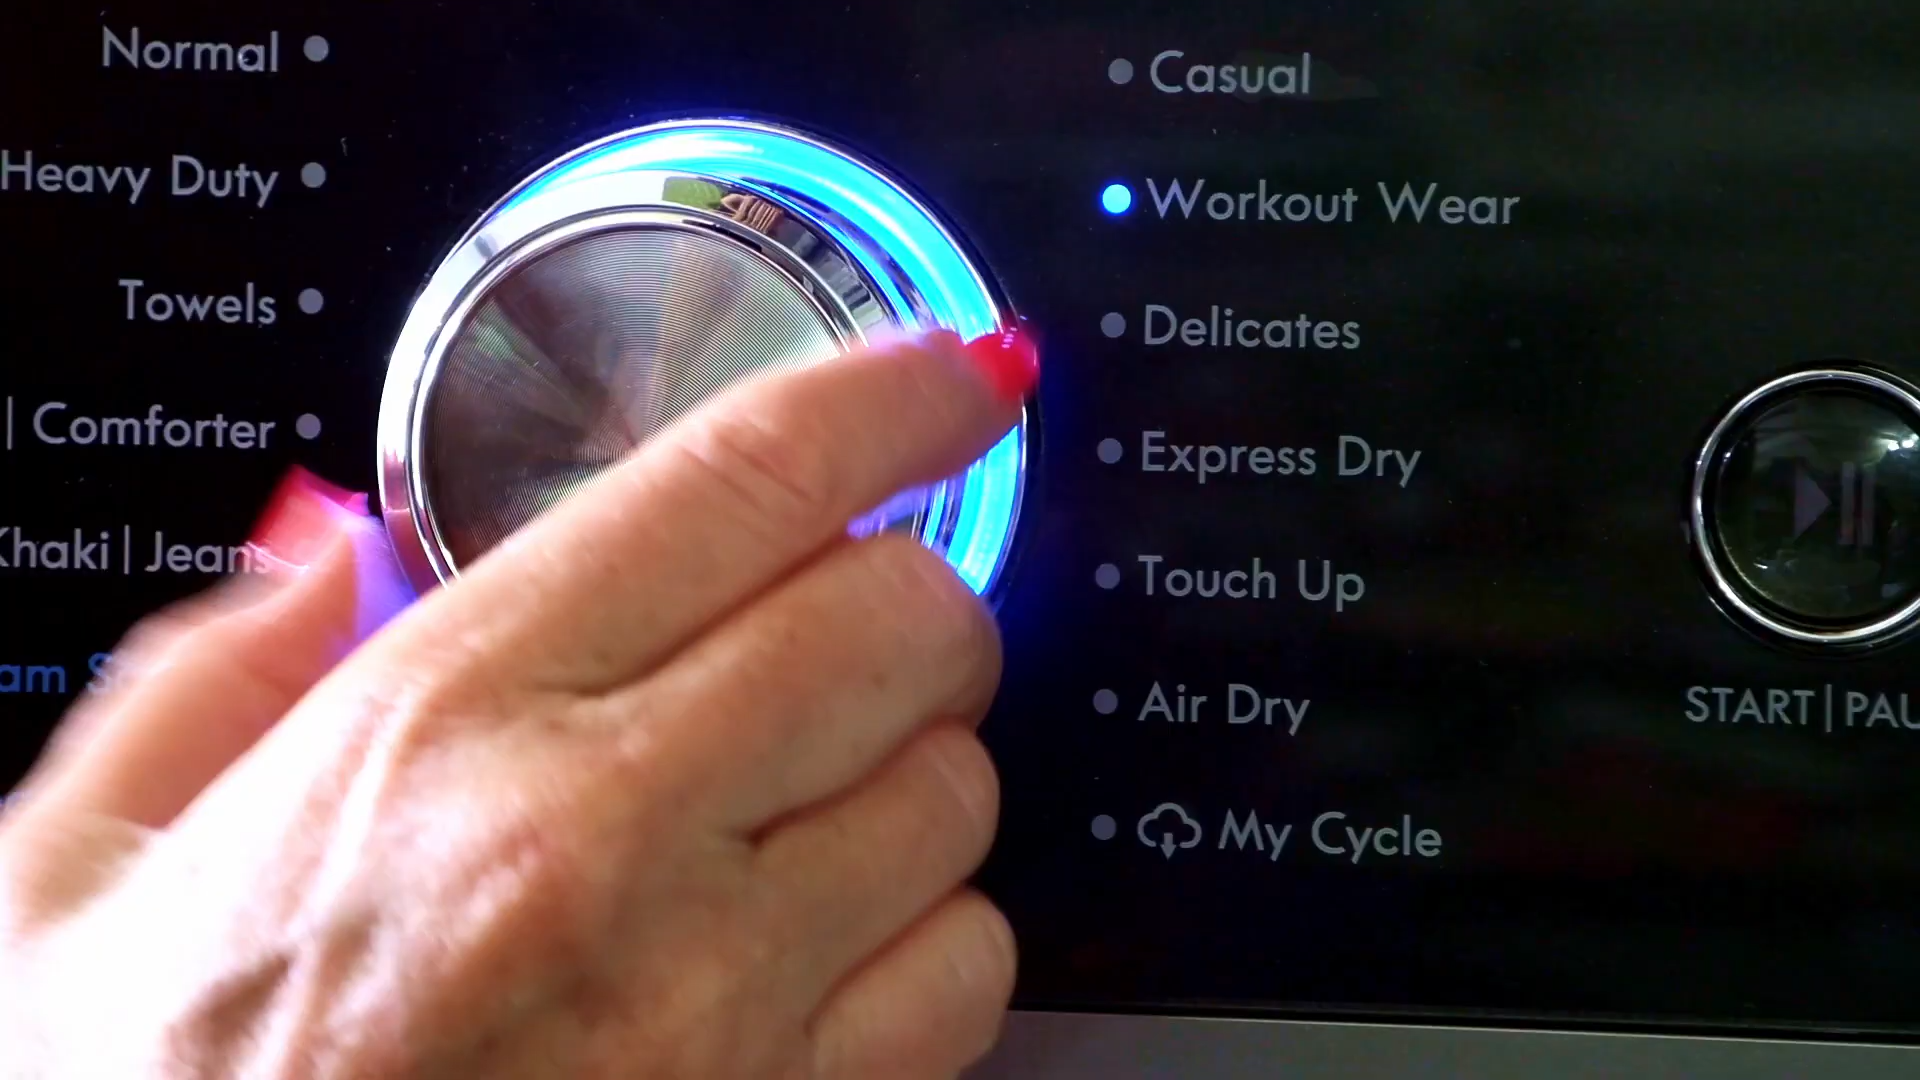 Normal
Heavy Duty
Towels
| Comforter
Khaki | Jeans
Casual
Workout Wear
Delicates
Express Dry
Touch Up
Air Dry
My Cycle
START|PAU